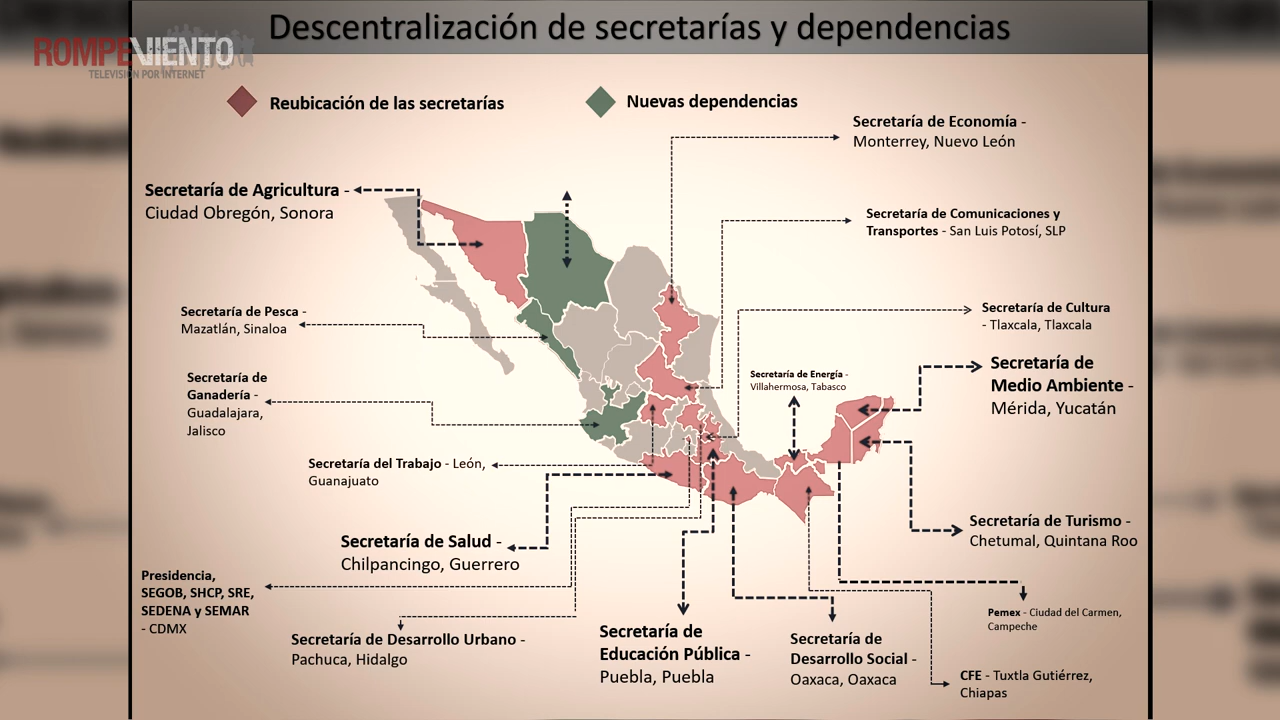 Descentralización de secretarías y dependencias
ROMPEVIENTO
TELEVISIÓN POR INTERNET
Reubicación de las secretarías
Nuevas dependencias
Secretaría de Economía -
Monterrey, Nuevo León
Secretaría de Agricultura -
Ciudad Obregón, Sonora
Secretaría de Comunicaciones y
Transportes - San Luis Potosí, SLP
Secretaría de Pesca -
Mazatlán, Sinaloa
Secretaría de Cultura
- Tlaxcala, Tlaxcala
Secretaría de Energía -
Villahermosa, Tabasco
Secretaría de
Medio Ambiente -
Mérida, Yucatán
Secretaría de
Ganadería -
Guadalajara,
Jalisco
Secretaría del Trabajo - León,
Guanajuato
Secretaría de Turismo -
Chetumal, Quintana Roo
Secretaría de Salud -
Chilpancingo, Guerrero
Presidencia,
SEGOB, SHCP, SRE,
SEDENA y SEMAR
- CDMX
Pemex - Ciudad del Carmen,
Campeche
Secretaría de Desarrollo Urbano -
Pachuca, Hidalgo
Secretaría de
Educación Pública -
Puebla, Puebla
Secretaría de
Desarrollo Social -
Oaxaca, Oaxaca
CFE - Tuxtla Gutiérrez,
Chiapas